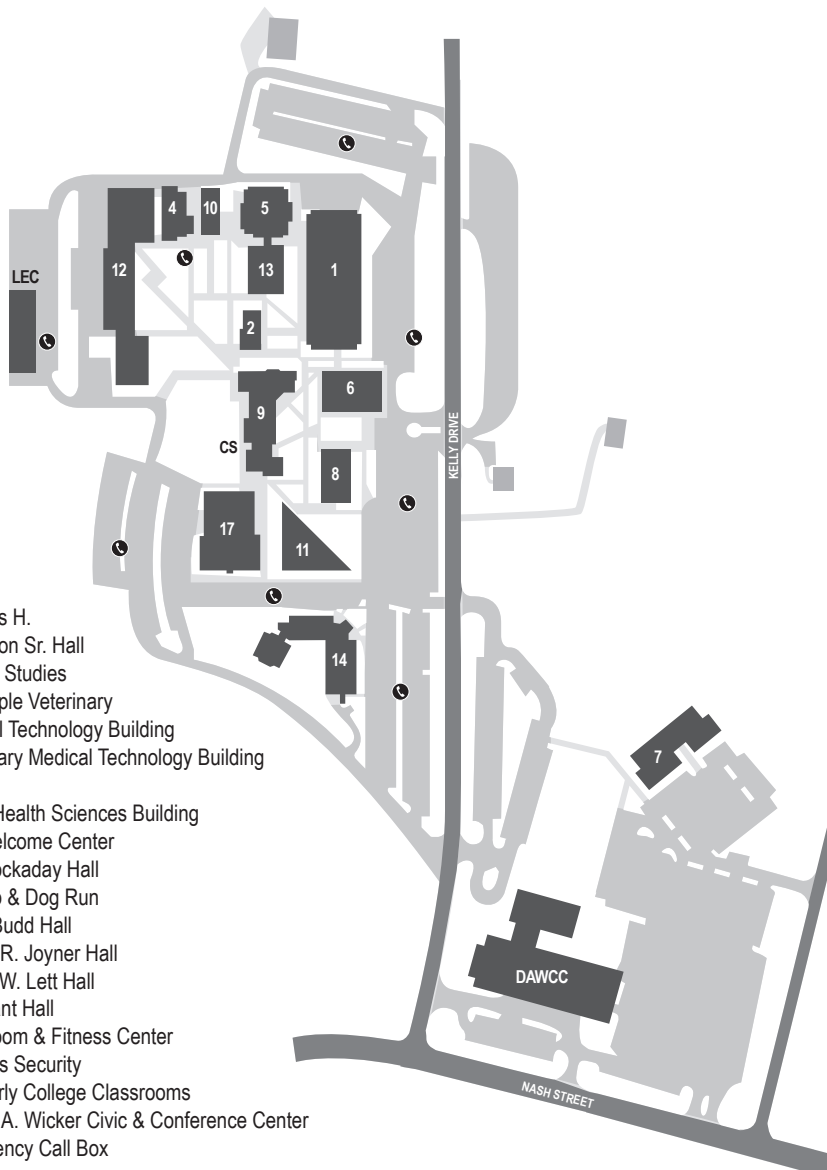 4
10
5
12
13
1
LEC
2
6
9
KELLY DRIVE
CS
8
17
11
s H.
on Sr. Hall
14
Studies
ple Veterinary
l Technology Building
7
ary Medical Technology Building
Health Sciences Building
elcome Center
ockaday Hall
o & Dog Run
Budd Hall
R. Joyner Hall
DAWCC
W. Lett Hall
ant Hall
oom & Fitness Center
s Security
rly College Classrooms
NASH STREET
A. Wicker Civic & Conference Center
ency Call Box